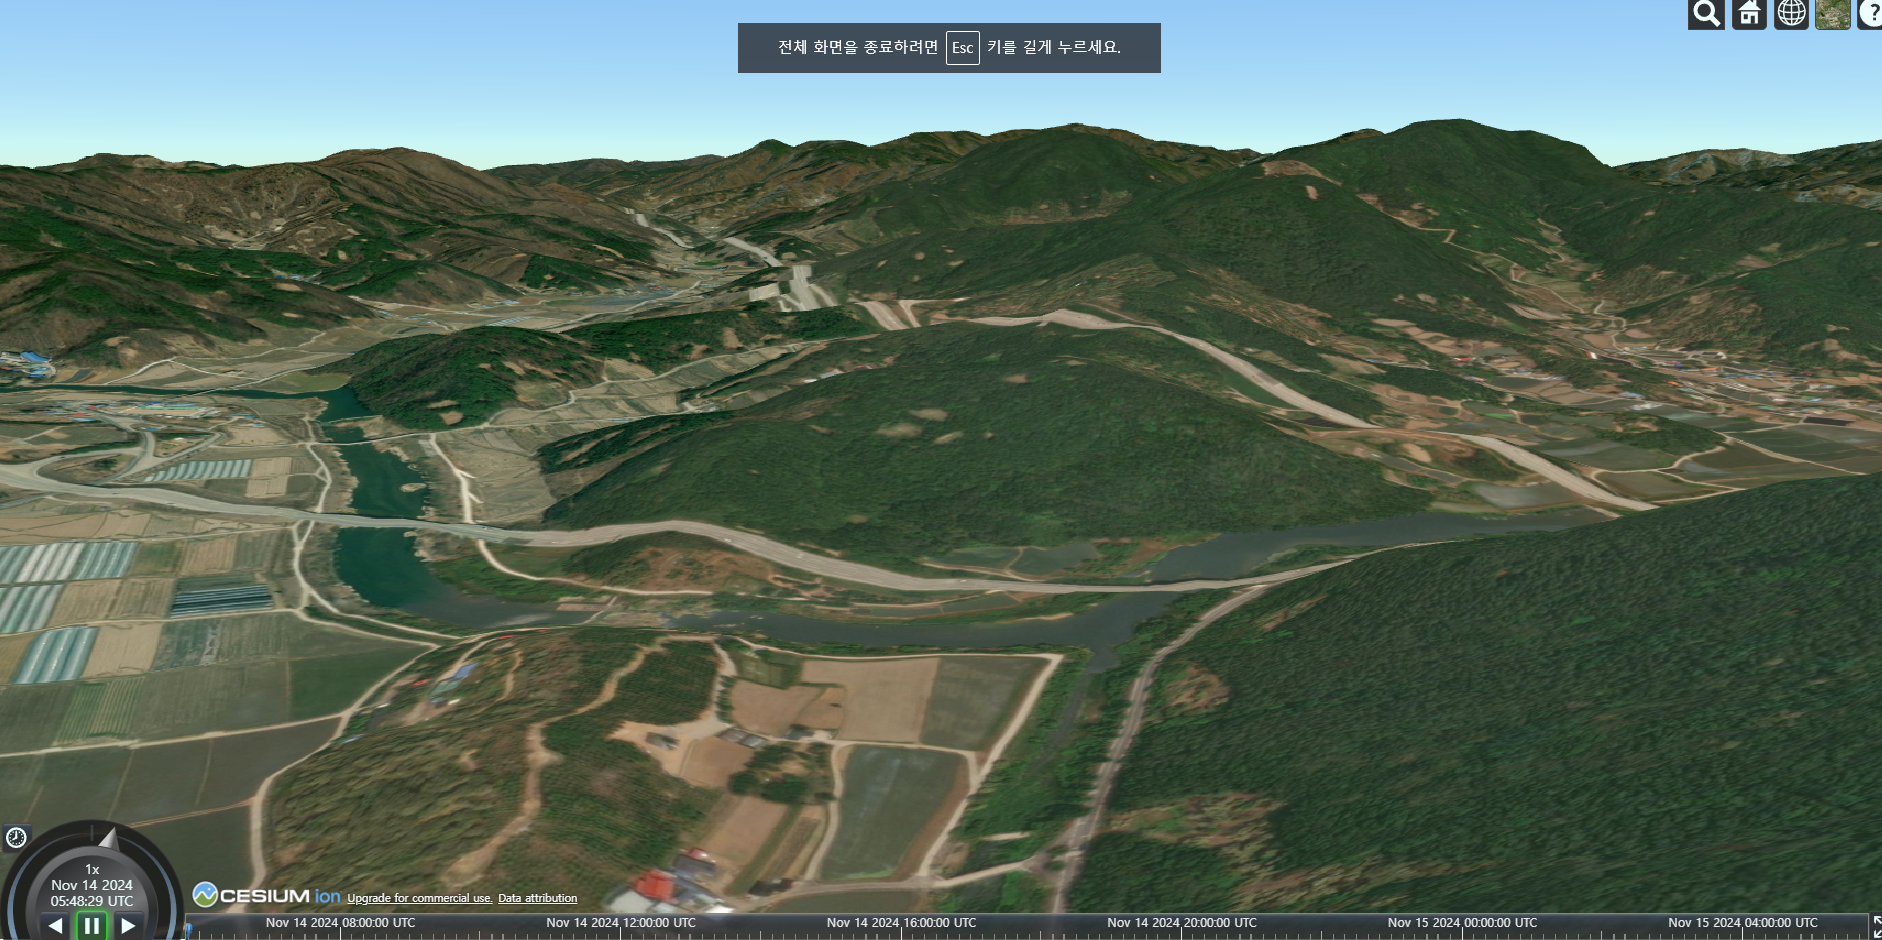 전체 화면을 종료하려면 Esc 키를 길게 누르세요.
?
1x
Nov 14 2024
05:48:29 UTC
CESIUM ion Upgrade for commercial use. Data attribution
Nov 14 2024 08:00:00 UTC Nov 14 2024 12:00:00 UTC Nov 14 2024 16:00:00 UTC Nov 14 2024 20:00:00 UTC Nov 15 2024 00:00:00 UTC Nov 15 2024 04:00:00 UTC